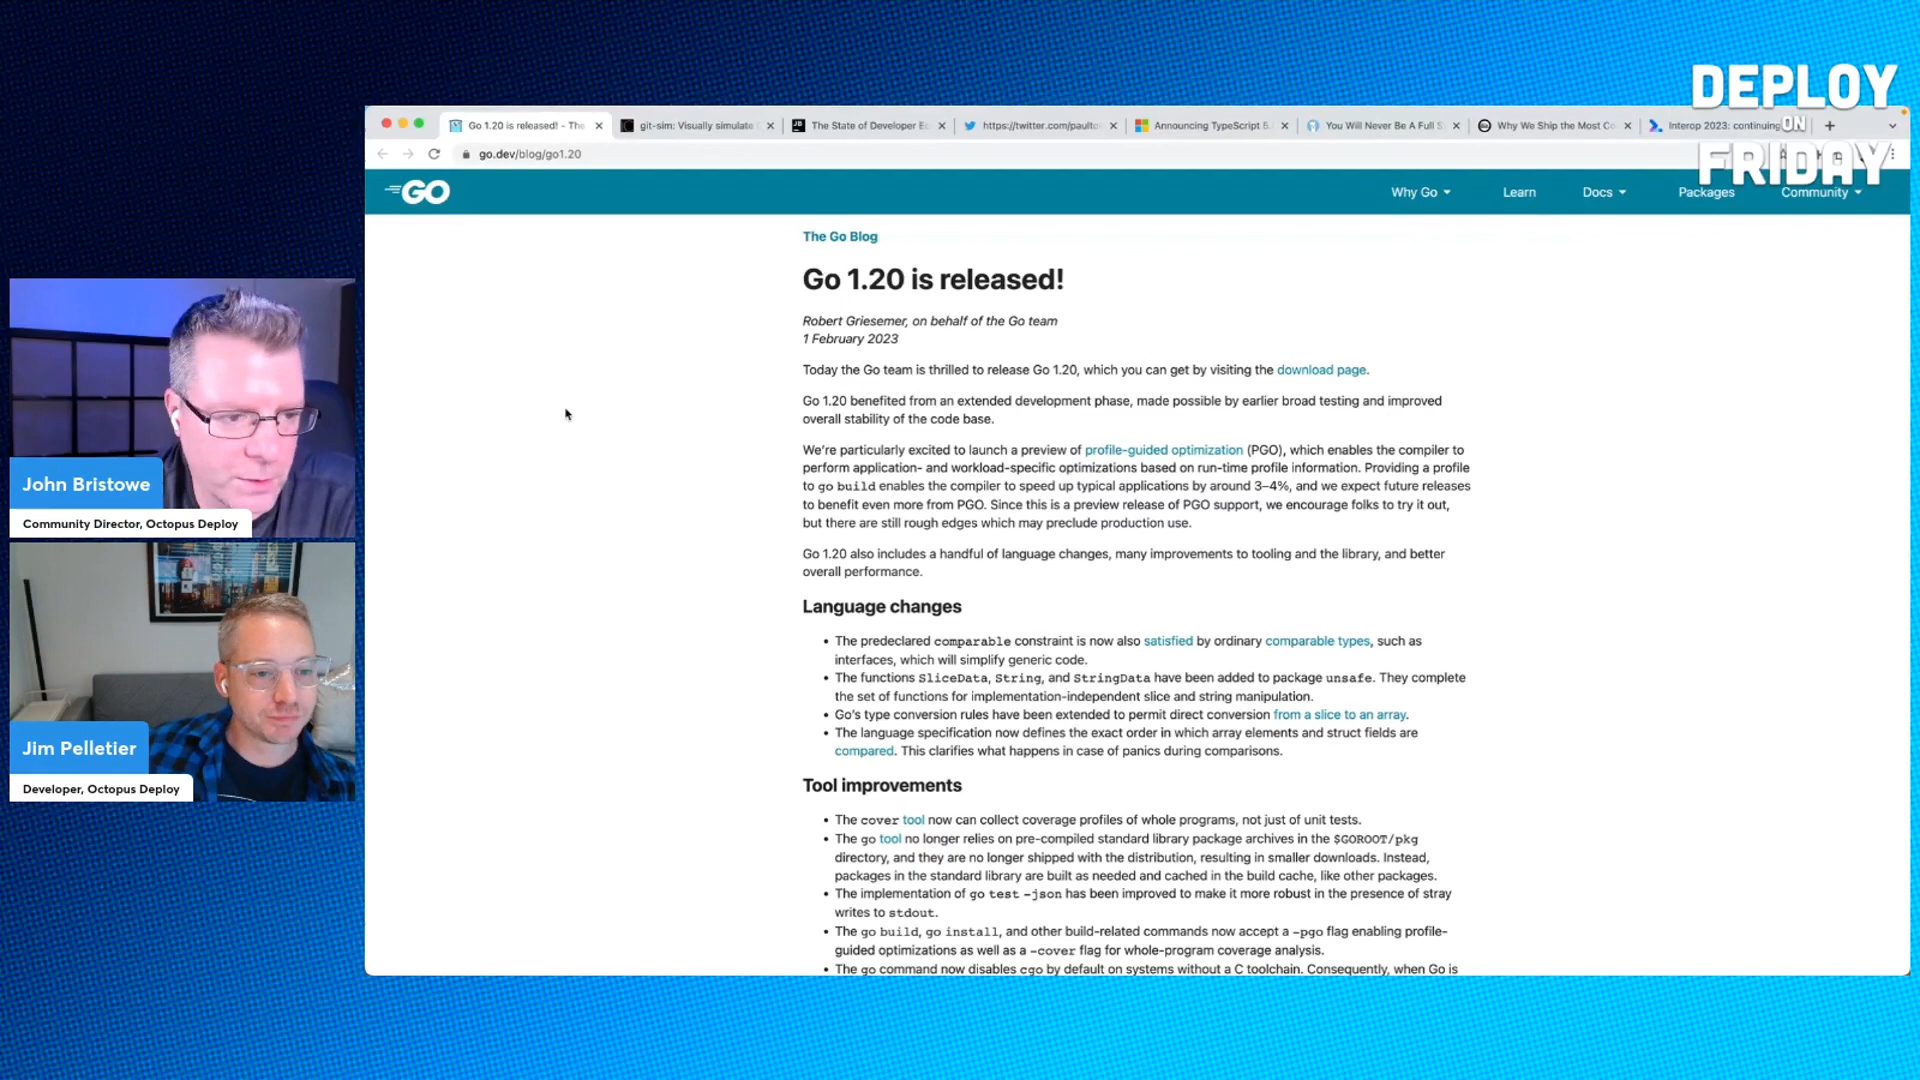 DEPLOY
ON
FRIDAY
Go 1.20 is released! - The
git-sim: Visually simulate
The State of Developer E
https://twitter.com/paulto
Announcing TypeScript 5.
You Will Never Be A Full S
Why We Ship the Most Co
Interop 2023: continuing
go.dev/blog/go1.20
GO
Why Go
Learn
Docs
Packages
Community
The Go Blog
Go 1.20 is released!
Robert Griesemer, on behalf of the Go team
1 February 2023
Today the Go team is thrilled to release Go 1.20, which you can get by visiting the download page.
Go 1.20 benefited from an extended development phase, made possible by earlier broad testing and improved
overall stability of the code base.
We're particularly excited to launch a preview of profile-guided optimization (PGO), which enables the compiler to
perform application- and workload-specific optimizations based on run-time profile information. Providing a profile
to go build enables the compiler to speed up typical applications by around 3–4%, and we expect future releases
to benefit even more from PGO. Since this is a preview release of PGO support, we encourage folks to try it out,
but there are still rough edges which may preclude production use.
Go 1.20 also includes a handful of language changes, many improvements to tooling and the library, and better
overall performance.
Language changes
• The predeclared comparable constraint is now also satisfied by ordinary comparable types, such as
interfaces, which will simplify generic code.
• The functions SliceData, String, and StringData have been added to package unsafe. They complete
the set of functions for implementation-independent slice and string manipulation.
• Go's type conversion rules have been extended to permit direct conversion from a slice to an array.
• The language specification now defines the exact order in which array elements and struct fields are
compared. This clarifies what happens in case of panics during comparisons.
Tool improvements
• The cover tool now can collect coverage profiles of whole programs, not just of unit tests.
• The go tool no longer relies on pre-compiled standard library package archives in the $GOROOT/pkg
directory, and they are no longer shipped with the distribution, resulting in smaller downloads. Instead,
packages in the standard library are built as needed and cached in the build cache, like other packages.
• The implementation of go test -json has been improved to make it more robust in the presence of stray
writes to stdout.
• The go build, go install, and other build-related commands now accept a -pgo flag enabling profile-
guided optimizations as well as a -cover flag for whole-program coverage analysis.
• The go command now disables cgo by default on systems without a C toolchain. Consequently, when Go is
John Bristowe
Community Director, Octopus Deploy
Jim Pelletier
Developer, Octopus Deploy